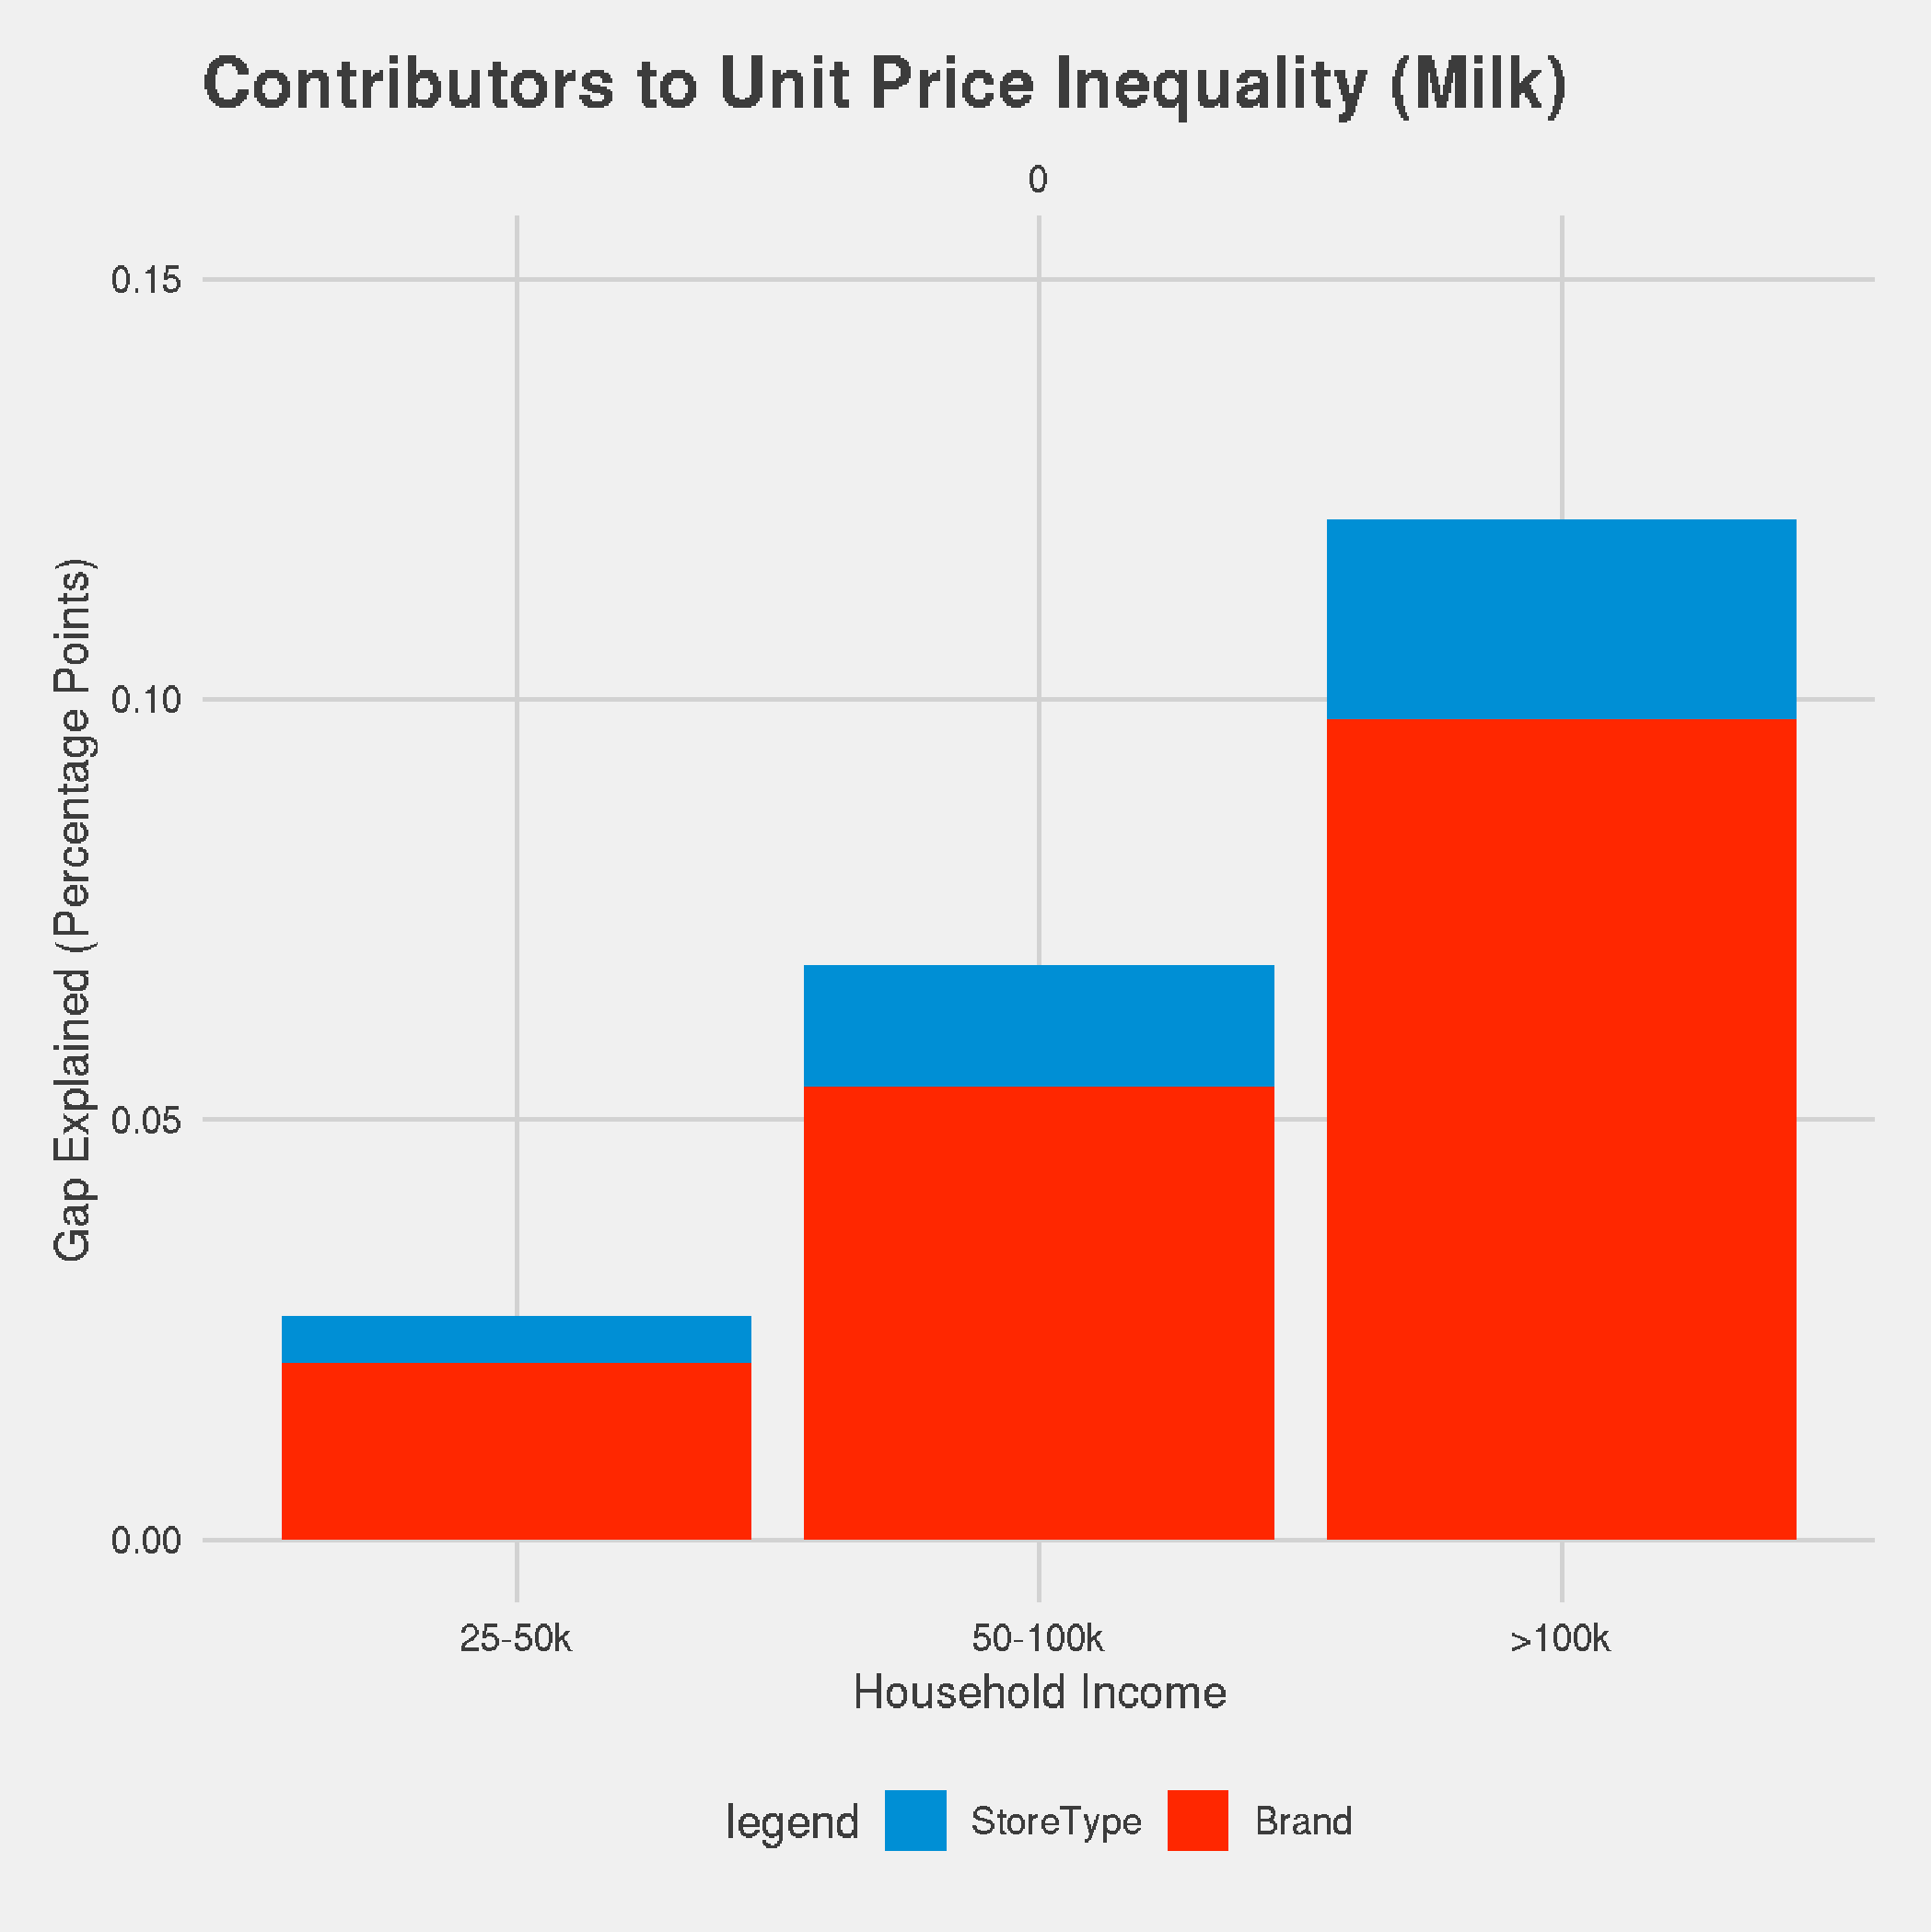 Contributors to Unit Price Inequality (Milk)
0
Gap Explained (Percentage Points)
0.15
0.10
0.05
0.00
25-50k 50-100k >100k
Household Income
legend StoreType Brand